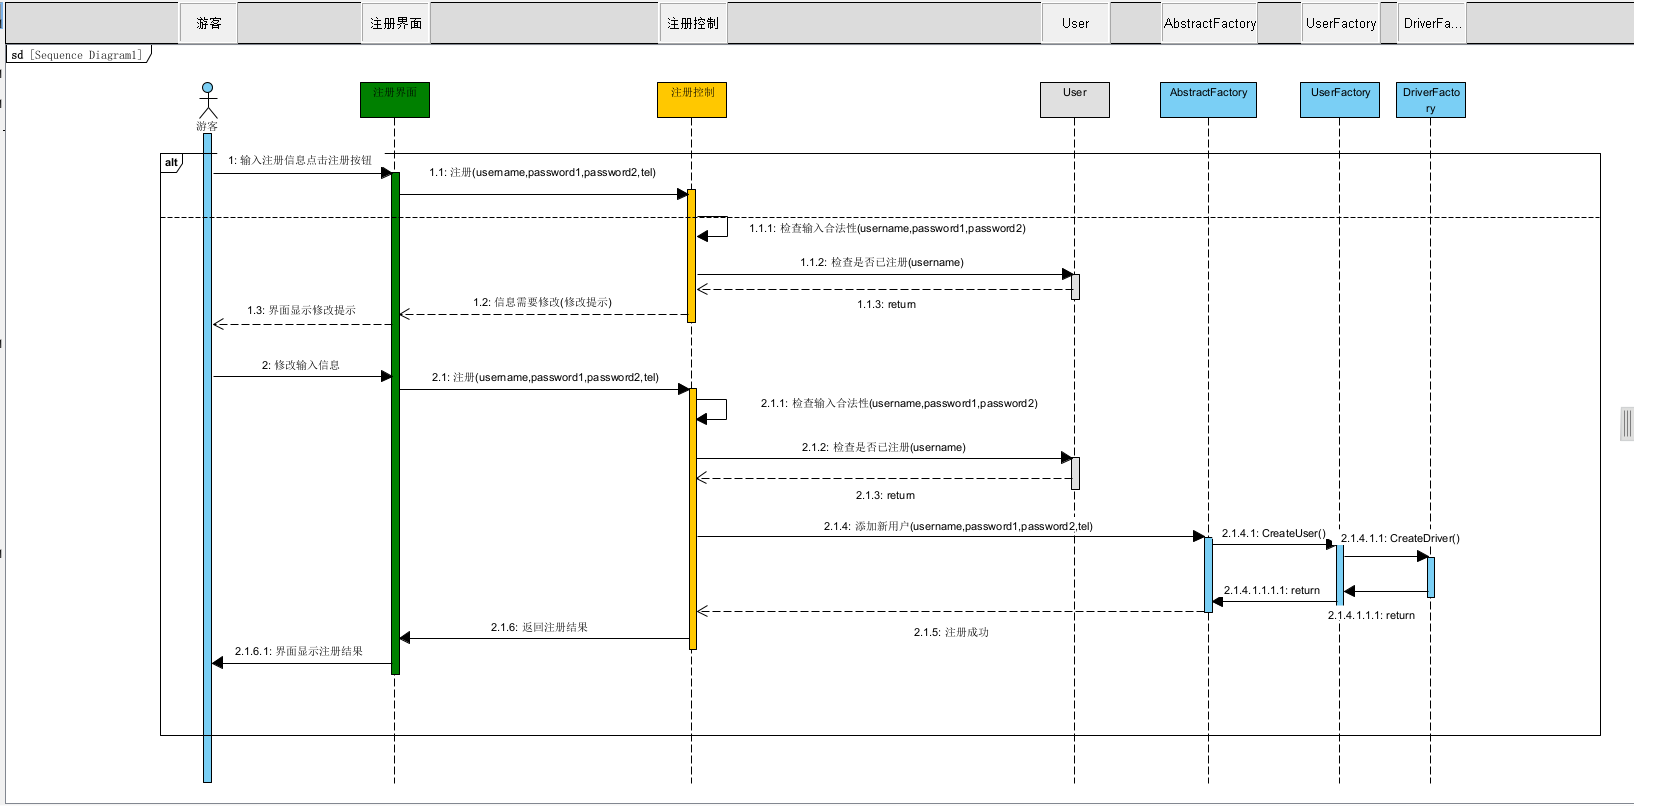 游客 注册界面 注册控制 User AbstractFactory UserFactory DriverFa...
sd [Sequence Diagram1]
注册界面 注册控制 User AbstractFactory UserFactory DriverFacto
ry
游客
alt
1: 输入注册信息点击注册按钮
1.1: 注册(username,password1,password2,tel)
1.1.1: 检查输入合法性(username,password1,password2)
1.1.2: 检查是否已注册(username)
1.1.3: return
1.2: 信息需要修改(修改提示)
1.3: 界面显示修改提示
2: 修改输入信息
2.1: 注册(username,password1,password2,tel)
2.1.1: 检查输入合法性(username,password1,password2)
2.1.2: 检查是否已注册(username)
2.1.3: return
2.1.4: 添加新用户(username,password1,password2,tel)
2.1.4.1: CreateUser()
2.1.4.1.1: CreateDriver()
2.1.4.1.1.1.1: return
2.1.4.1.1.1: return
2.1.5: 注册成功
2.1.6: 返回注册结果
2.1.6.1: 界面显示注册结果